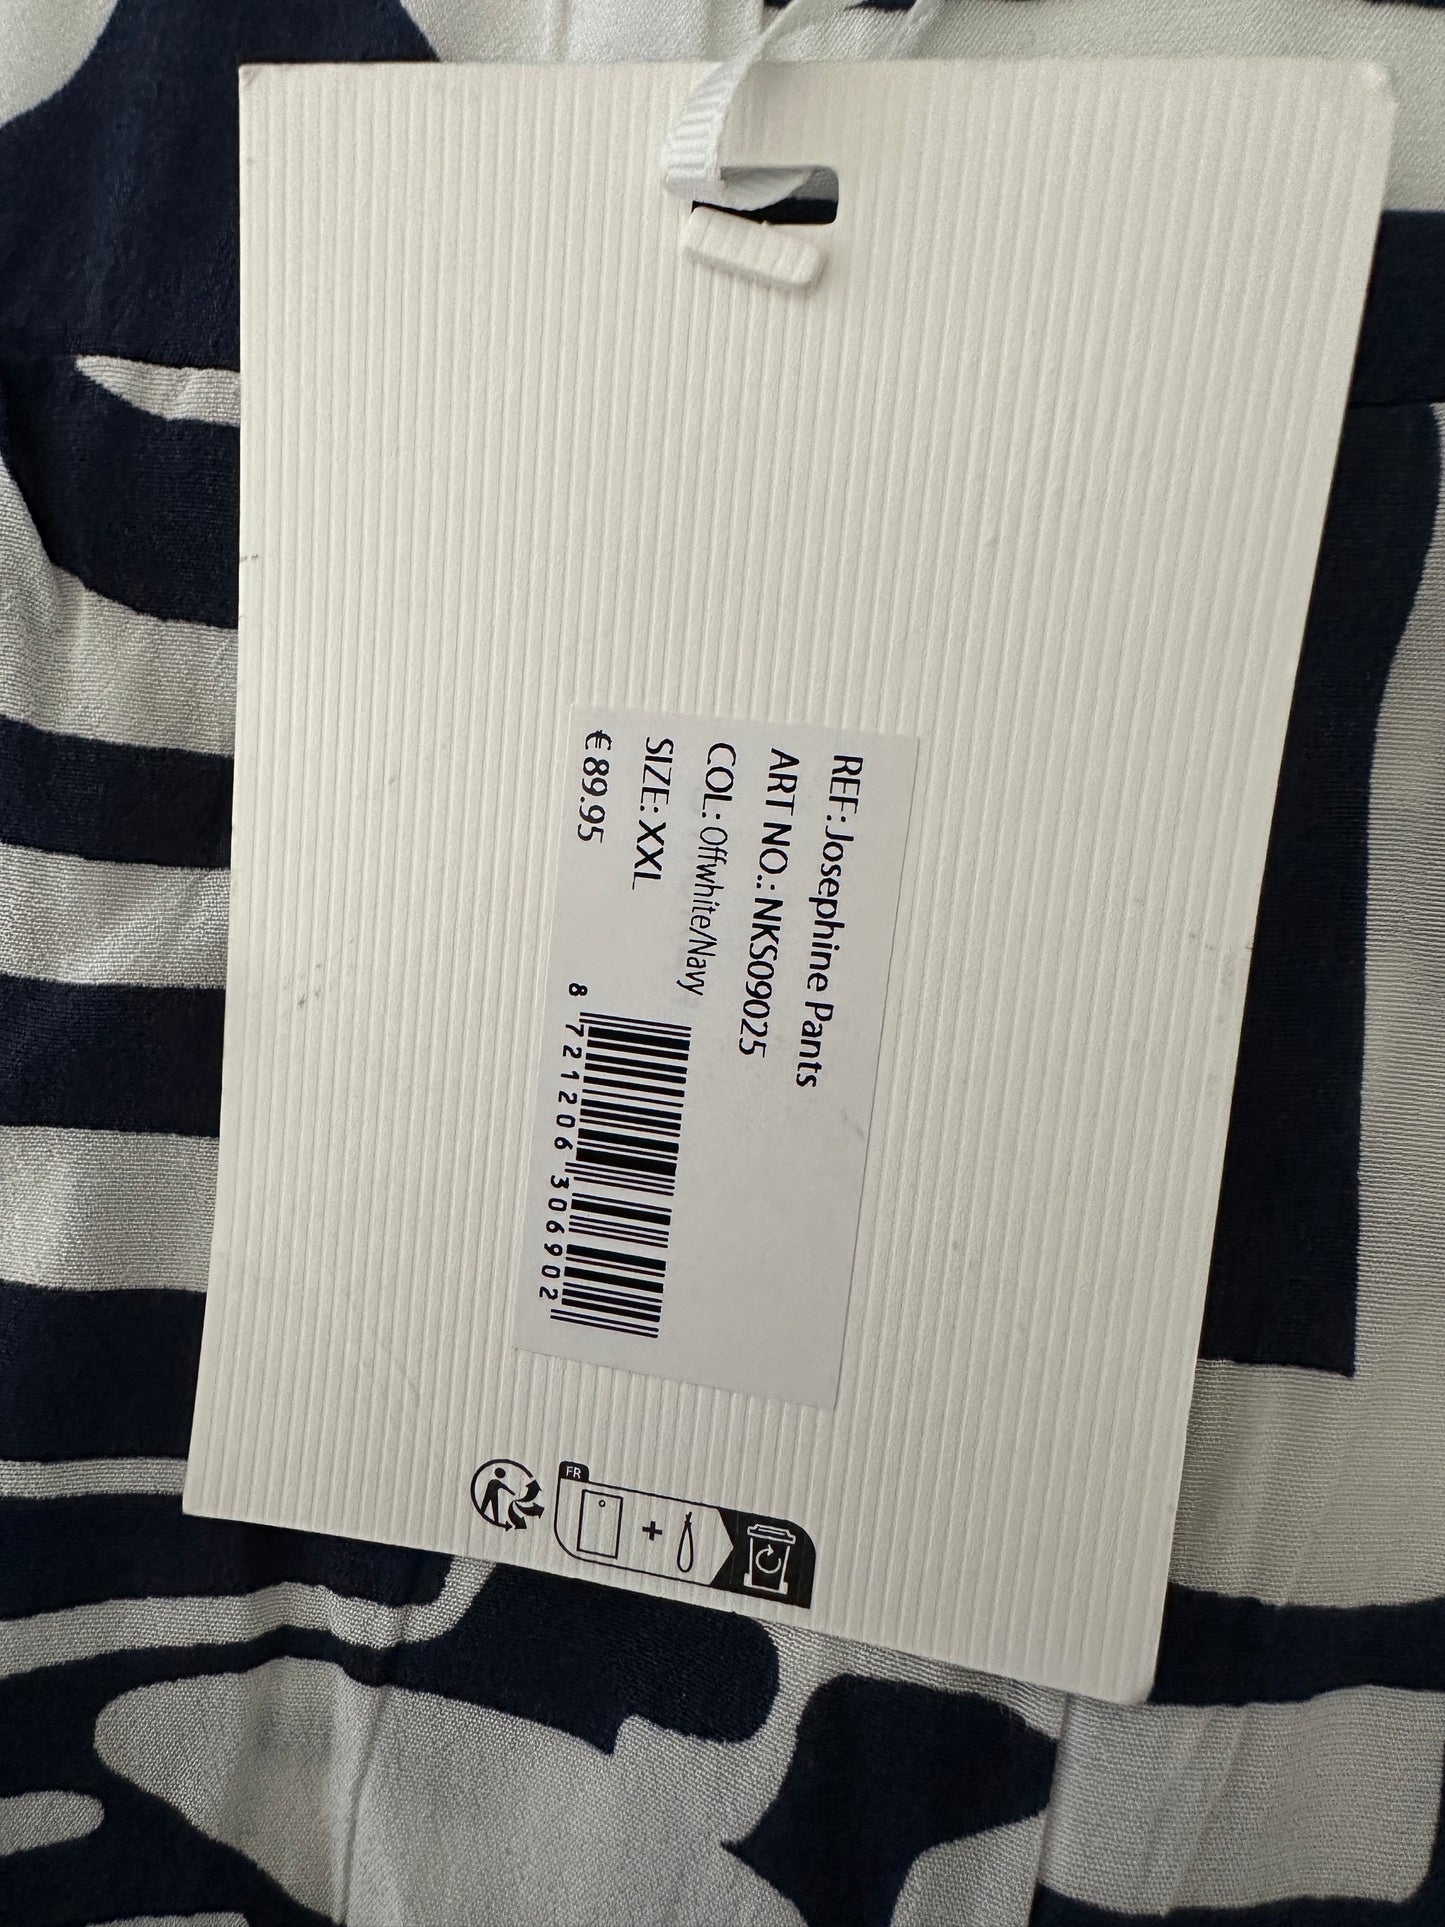 REF: Josephine Pants
ART NO.: NKS09025
COL: Offwhite/Navy
SIZE: XXL
€ 89.95
8 721206 306902
FR
+